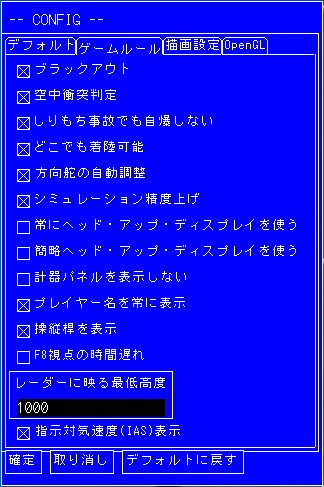 -- CONFIG --
デフォルト ゲームルール 描画設定 OpenGL
ブラックアウト
空中衝突判定
しりもち事故でも自爆しない
どこでも着陸可能
方向舵の自動調整
シミュレーション精度上げ
常にヘッド・アップ・ディスプレイを使う
簡略ヘッド・アップ・ディスプレイを使う
計器パネルを表示しない
プレイヤー名を常に表示
操縦桿を表示
F8視点の時間遅れ
レーダーに映る最低高度
1000
指示対気速度(IAS)表示
確定 取り消し デフォルトに戻す